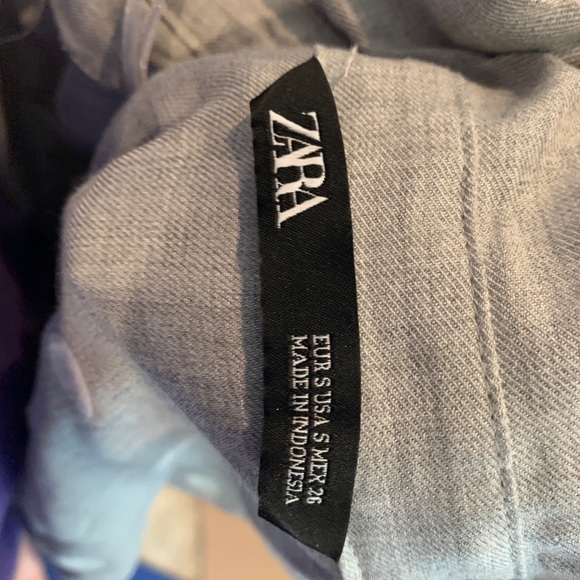 ZARA
EUR S USA S MEX 26
MADE IN INDONESIA